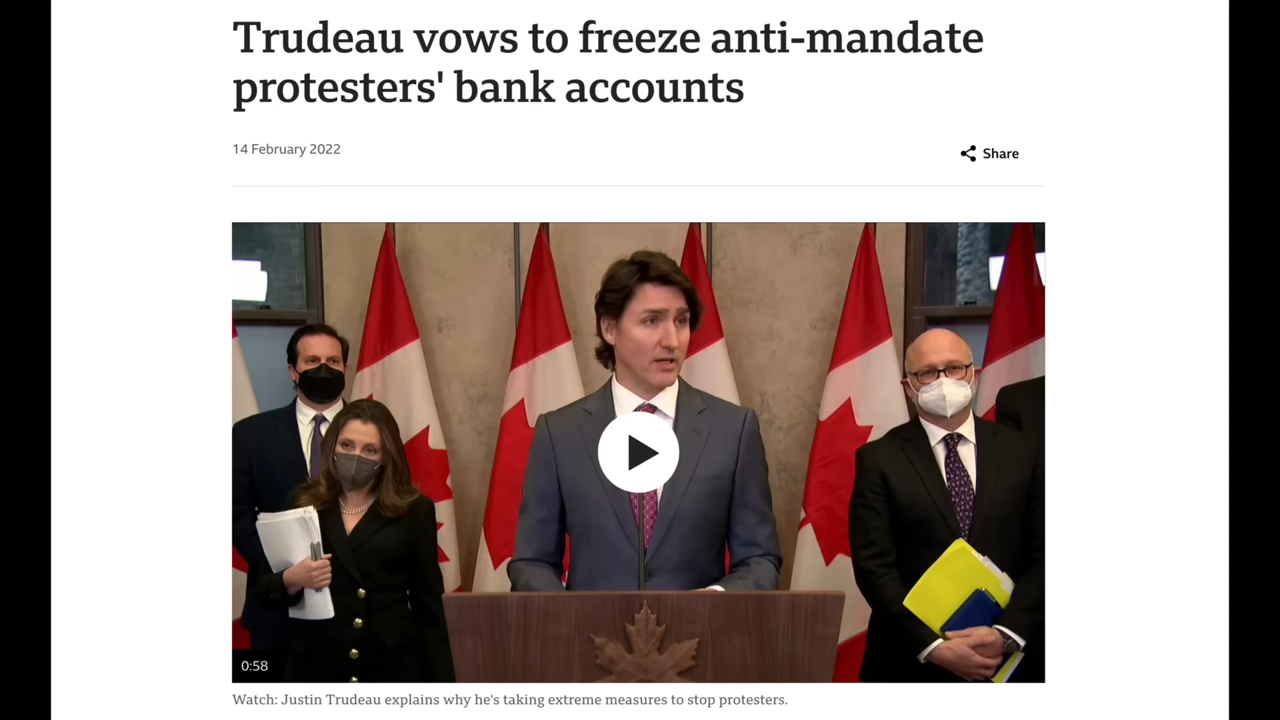 Trudeau vows to freeze anti-mandate
protesters' bank accounts
14 February 2022
Share
0:58
Watch: Justin Trudeau explains why he's taking extreme measures to stop protesters.